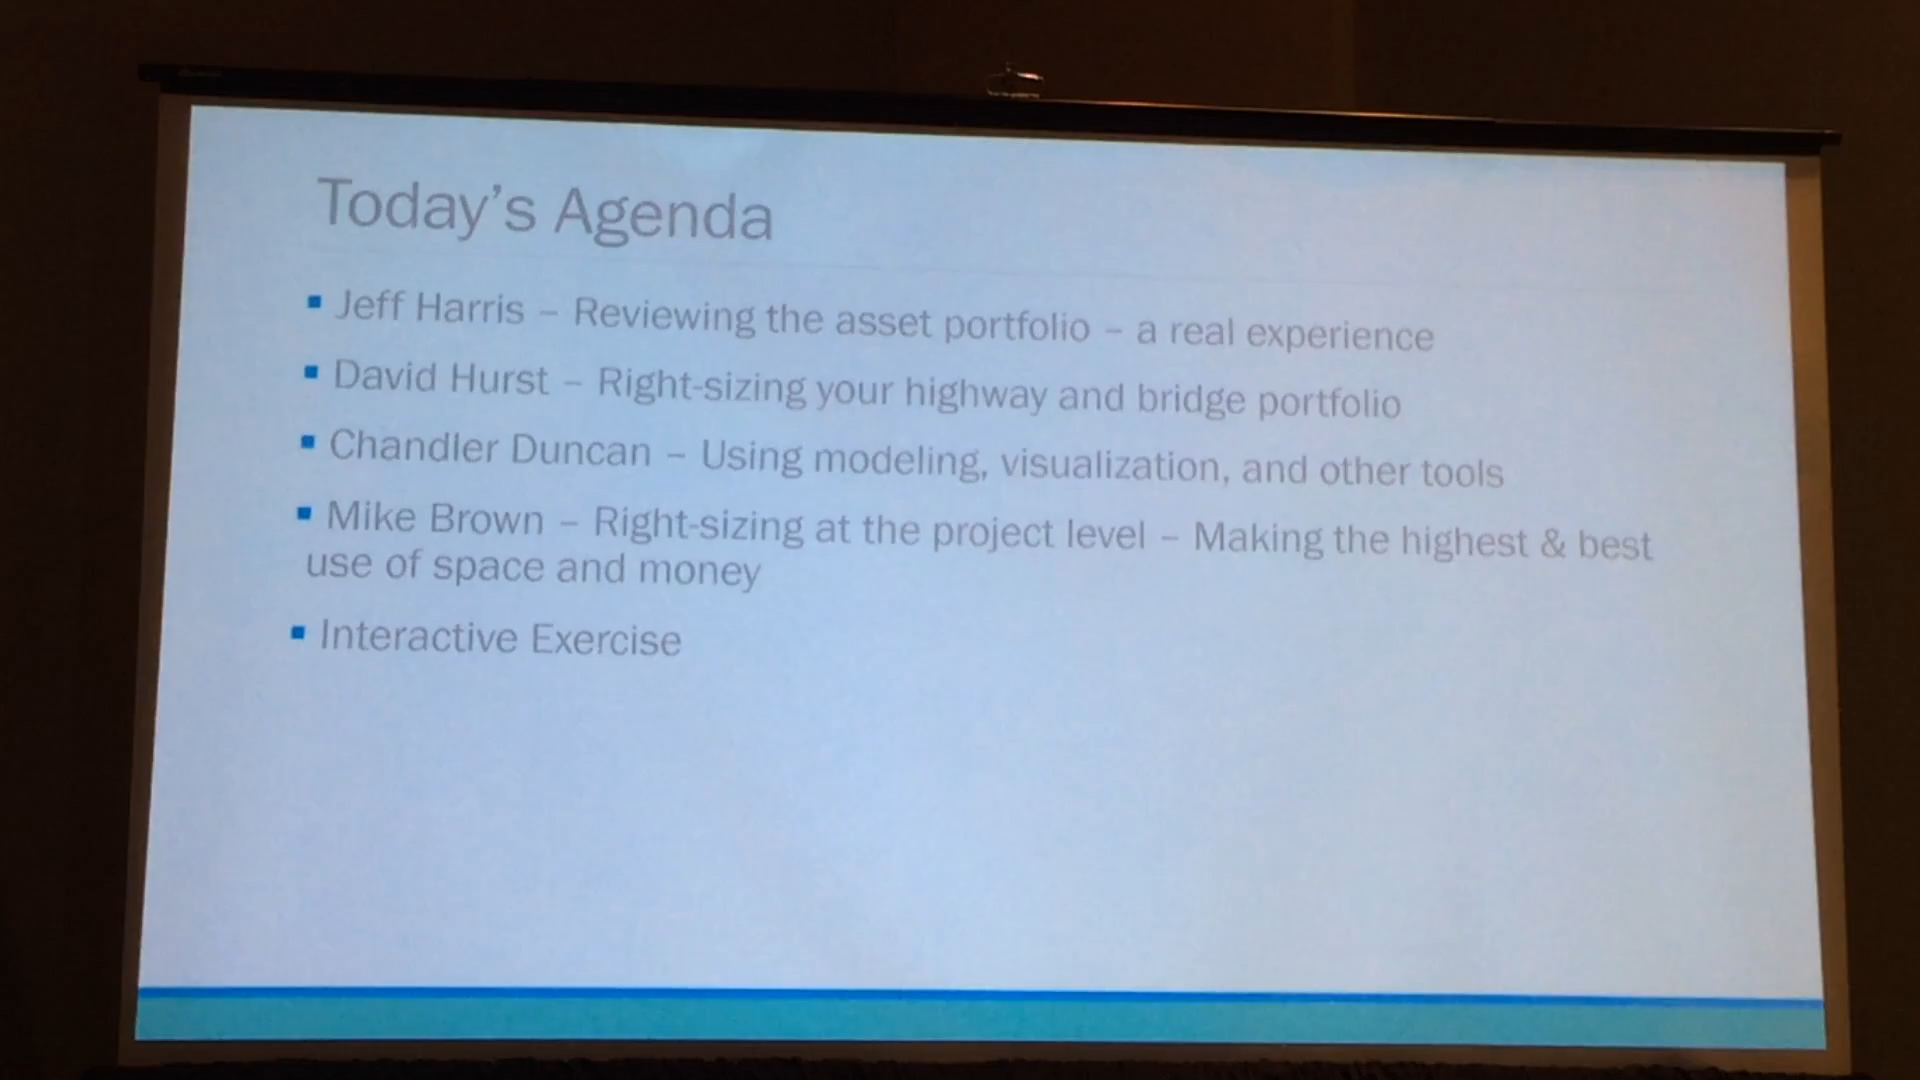 Today's Agenda
▪ Jeff Harris – Reviewing the asset portfolio – a real experience
▪ David Hurst – Right-sizing your highway and bridge portfolio
▪ Chandler Duncan – Using modeling, visualization, and other tools
▪ Mike Brown – Right-sizing at the project level – Making the highest & best
use of space and money
▪ Interactive Exercise